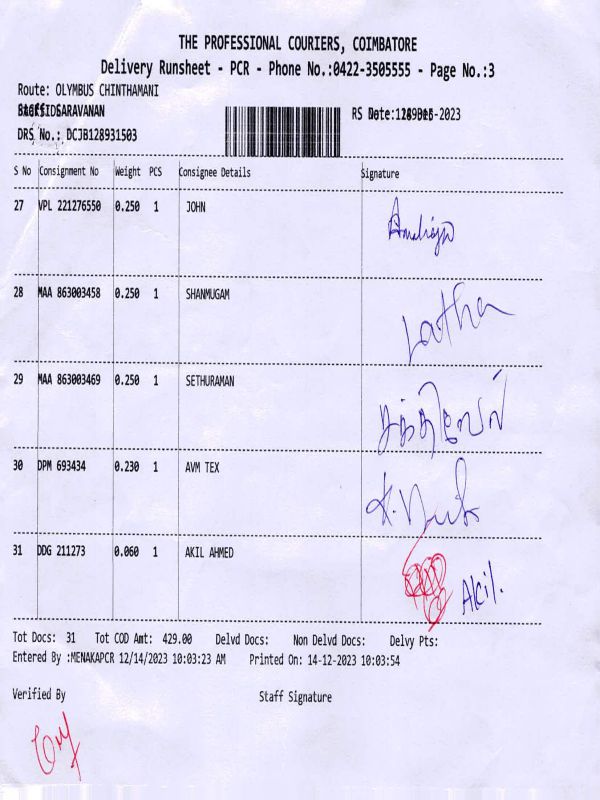 THE PROFESSIONAL COURIERS, COIMBATORE
Delivery Runsheet - PCR - Phone No.:0422-3505555 - Page No.:3
Route: OLYMBUS CHINTHAMANI
SARAVANAN
RS Date: 2023
DRS No.: DCJB128931503
S No Consignment No Weight PCS Consignee Details Signature
27 VPL 221276550 0.250 1 JOHN
28 MAA 863003458 0.250 1 SHANMUGAM Latha
29 MAA 863003469 0.250 1 SETHURAMAN சக்திவேல்
30 DPM 693434 0.230 1 AVM TEX
31 DDG 211273 0.060 1 AKIL AHMED Akil.
Tot Docs: 31 Tot COD Amt: 429.00 Delvd Docs: Non Delvd Docs: Delvy Pts:
Entered By :MENAKAPCR 12/14/2023 10:03:23 AM Printed On: 14-12-2023 10:03:54
Verified By Staff Signature